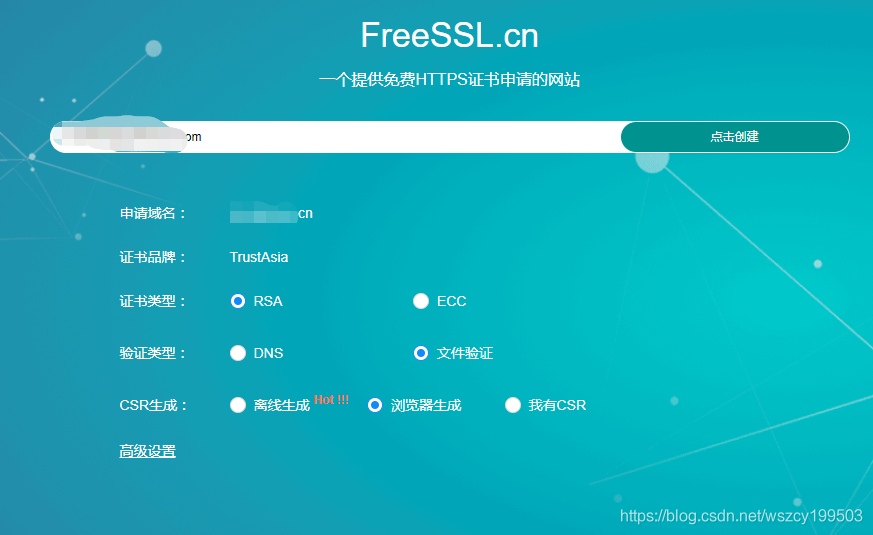 FreeSSL.cn
一个提供免费HTTPS证书申请的网站
om 点击创建
申请域名： cn
证书品牌： TrustAsia
证书类型： RSA ECC
验证类型： DNS 文件验证
CSR生成： 离线生成 Hot !!! 浏览器生成 我有CSR
高级设置
https://blog.csdn.net/wszcy199503